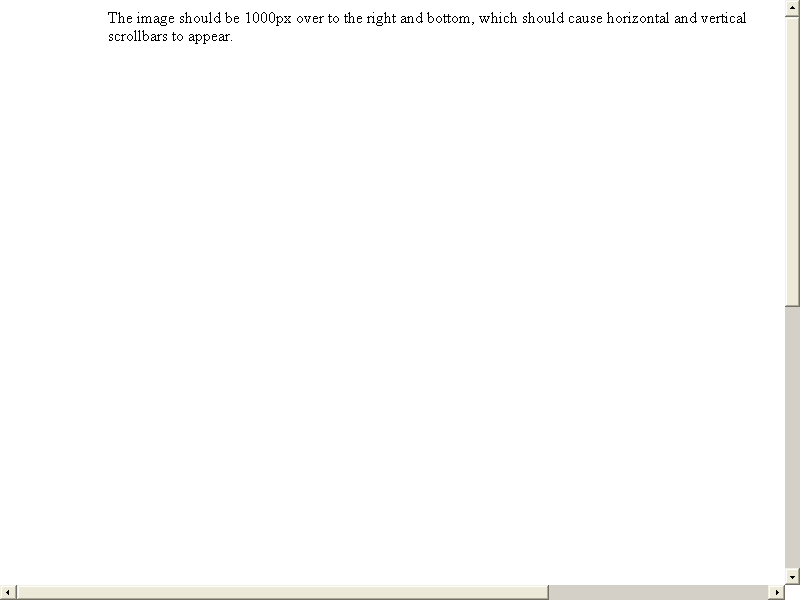 The image should be 1000px over to the right and bottom, which should cause horizontal and vertical
scrollbars to appear.